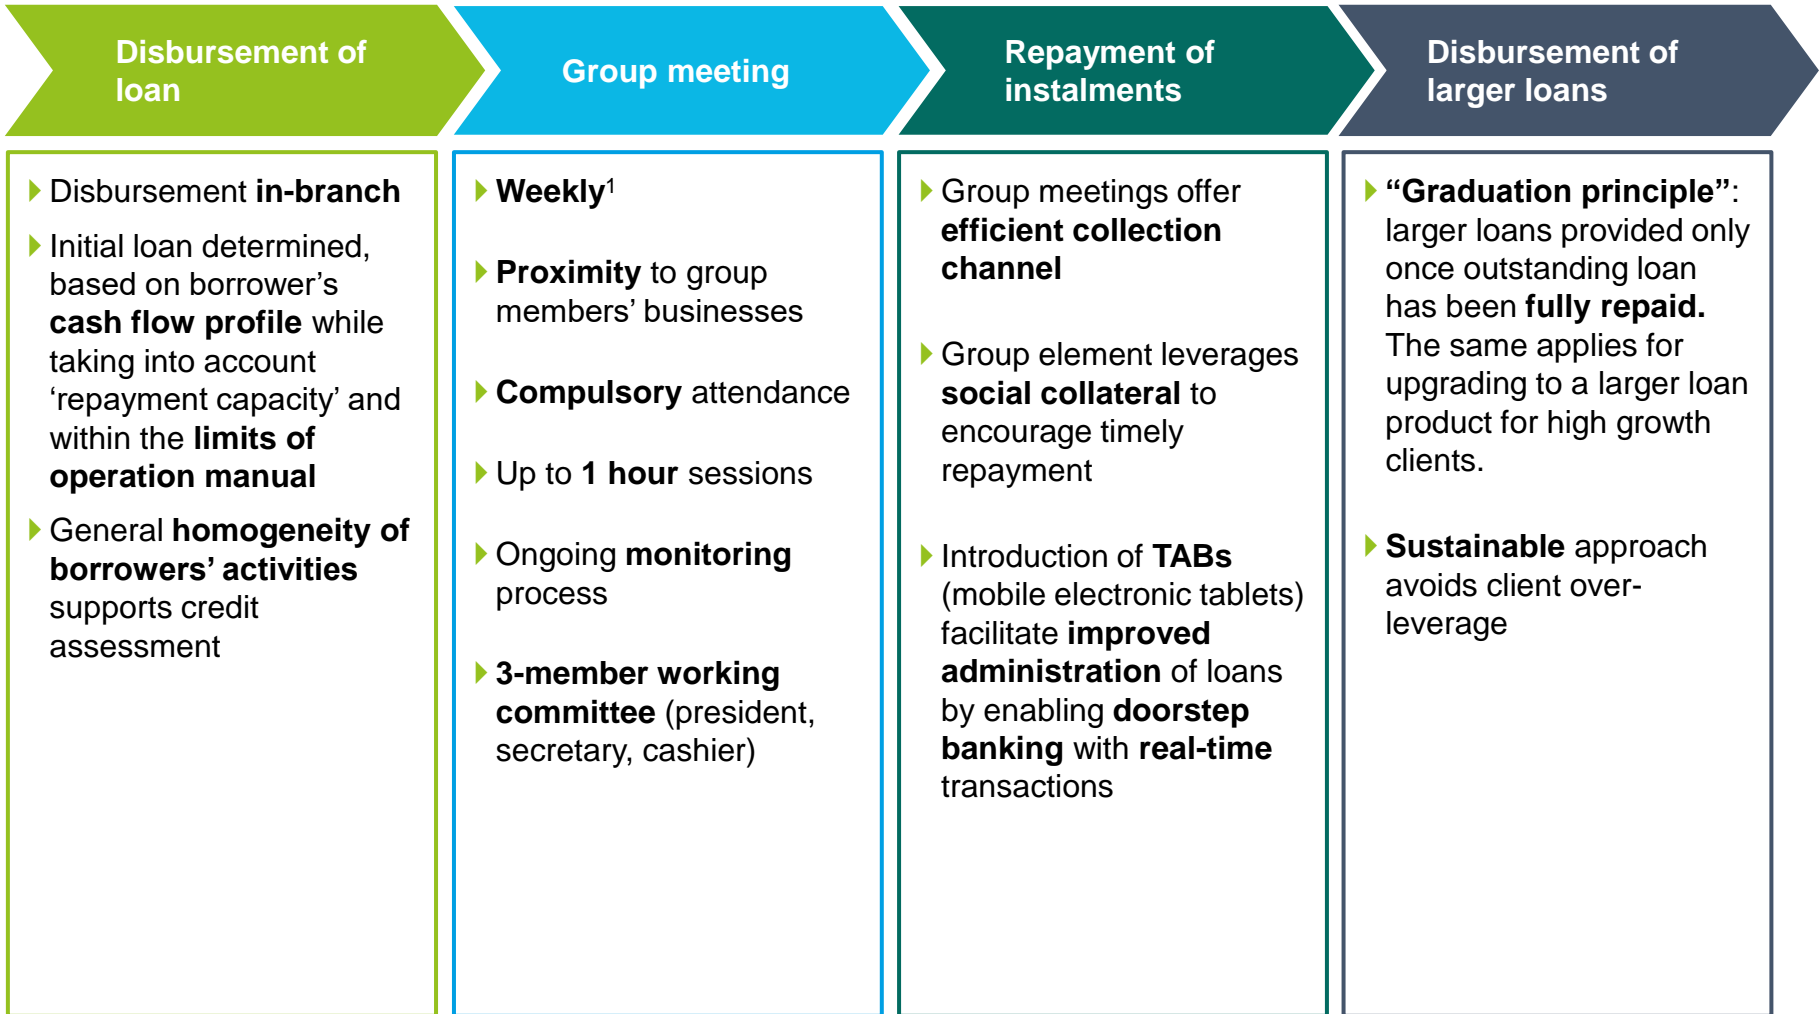 Disbursement of
loan
Group meeting
Repayment of
instalments
Disbursement of
larger loans
Disbursement in-branch
Initial loan determined,
based on borrower’s
cash flow profile while
taking into account
‘repayment capacity’ and
within the limits of
operation manual
General homogeneity of
borrowers’ activities
supports credit
assessment
Weekly1
Proximity to group
members’ businesses
Compulsory attendance
Up to 1 hour sessions
Ongoing monitoring
process
3-member working
committee (president,
secretary, cashier)
Group meetings offer
efficient collection
channel
Group element leverages
social collateral to
encourage timely
repayment
Introduction of TABs
(mobile electronic tablets)
facilitate improved
administration of loans
by enabling doorstep
banking with real-time
transactions
“Graduation principle”:
larger loans provided only
once outstanding loan
has been fully repaid.
The same applies for
upgrading to a larger loan
product for high growth
clients.
Sustainable approach
avoids client over-
leverage